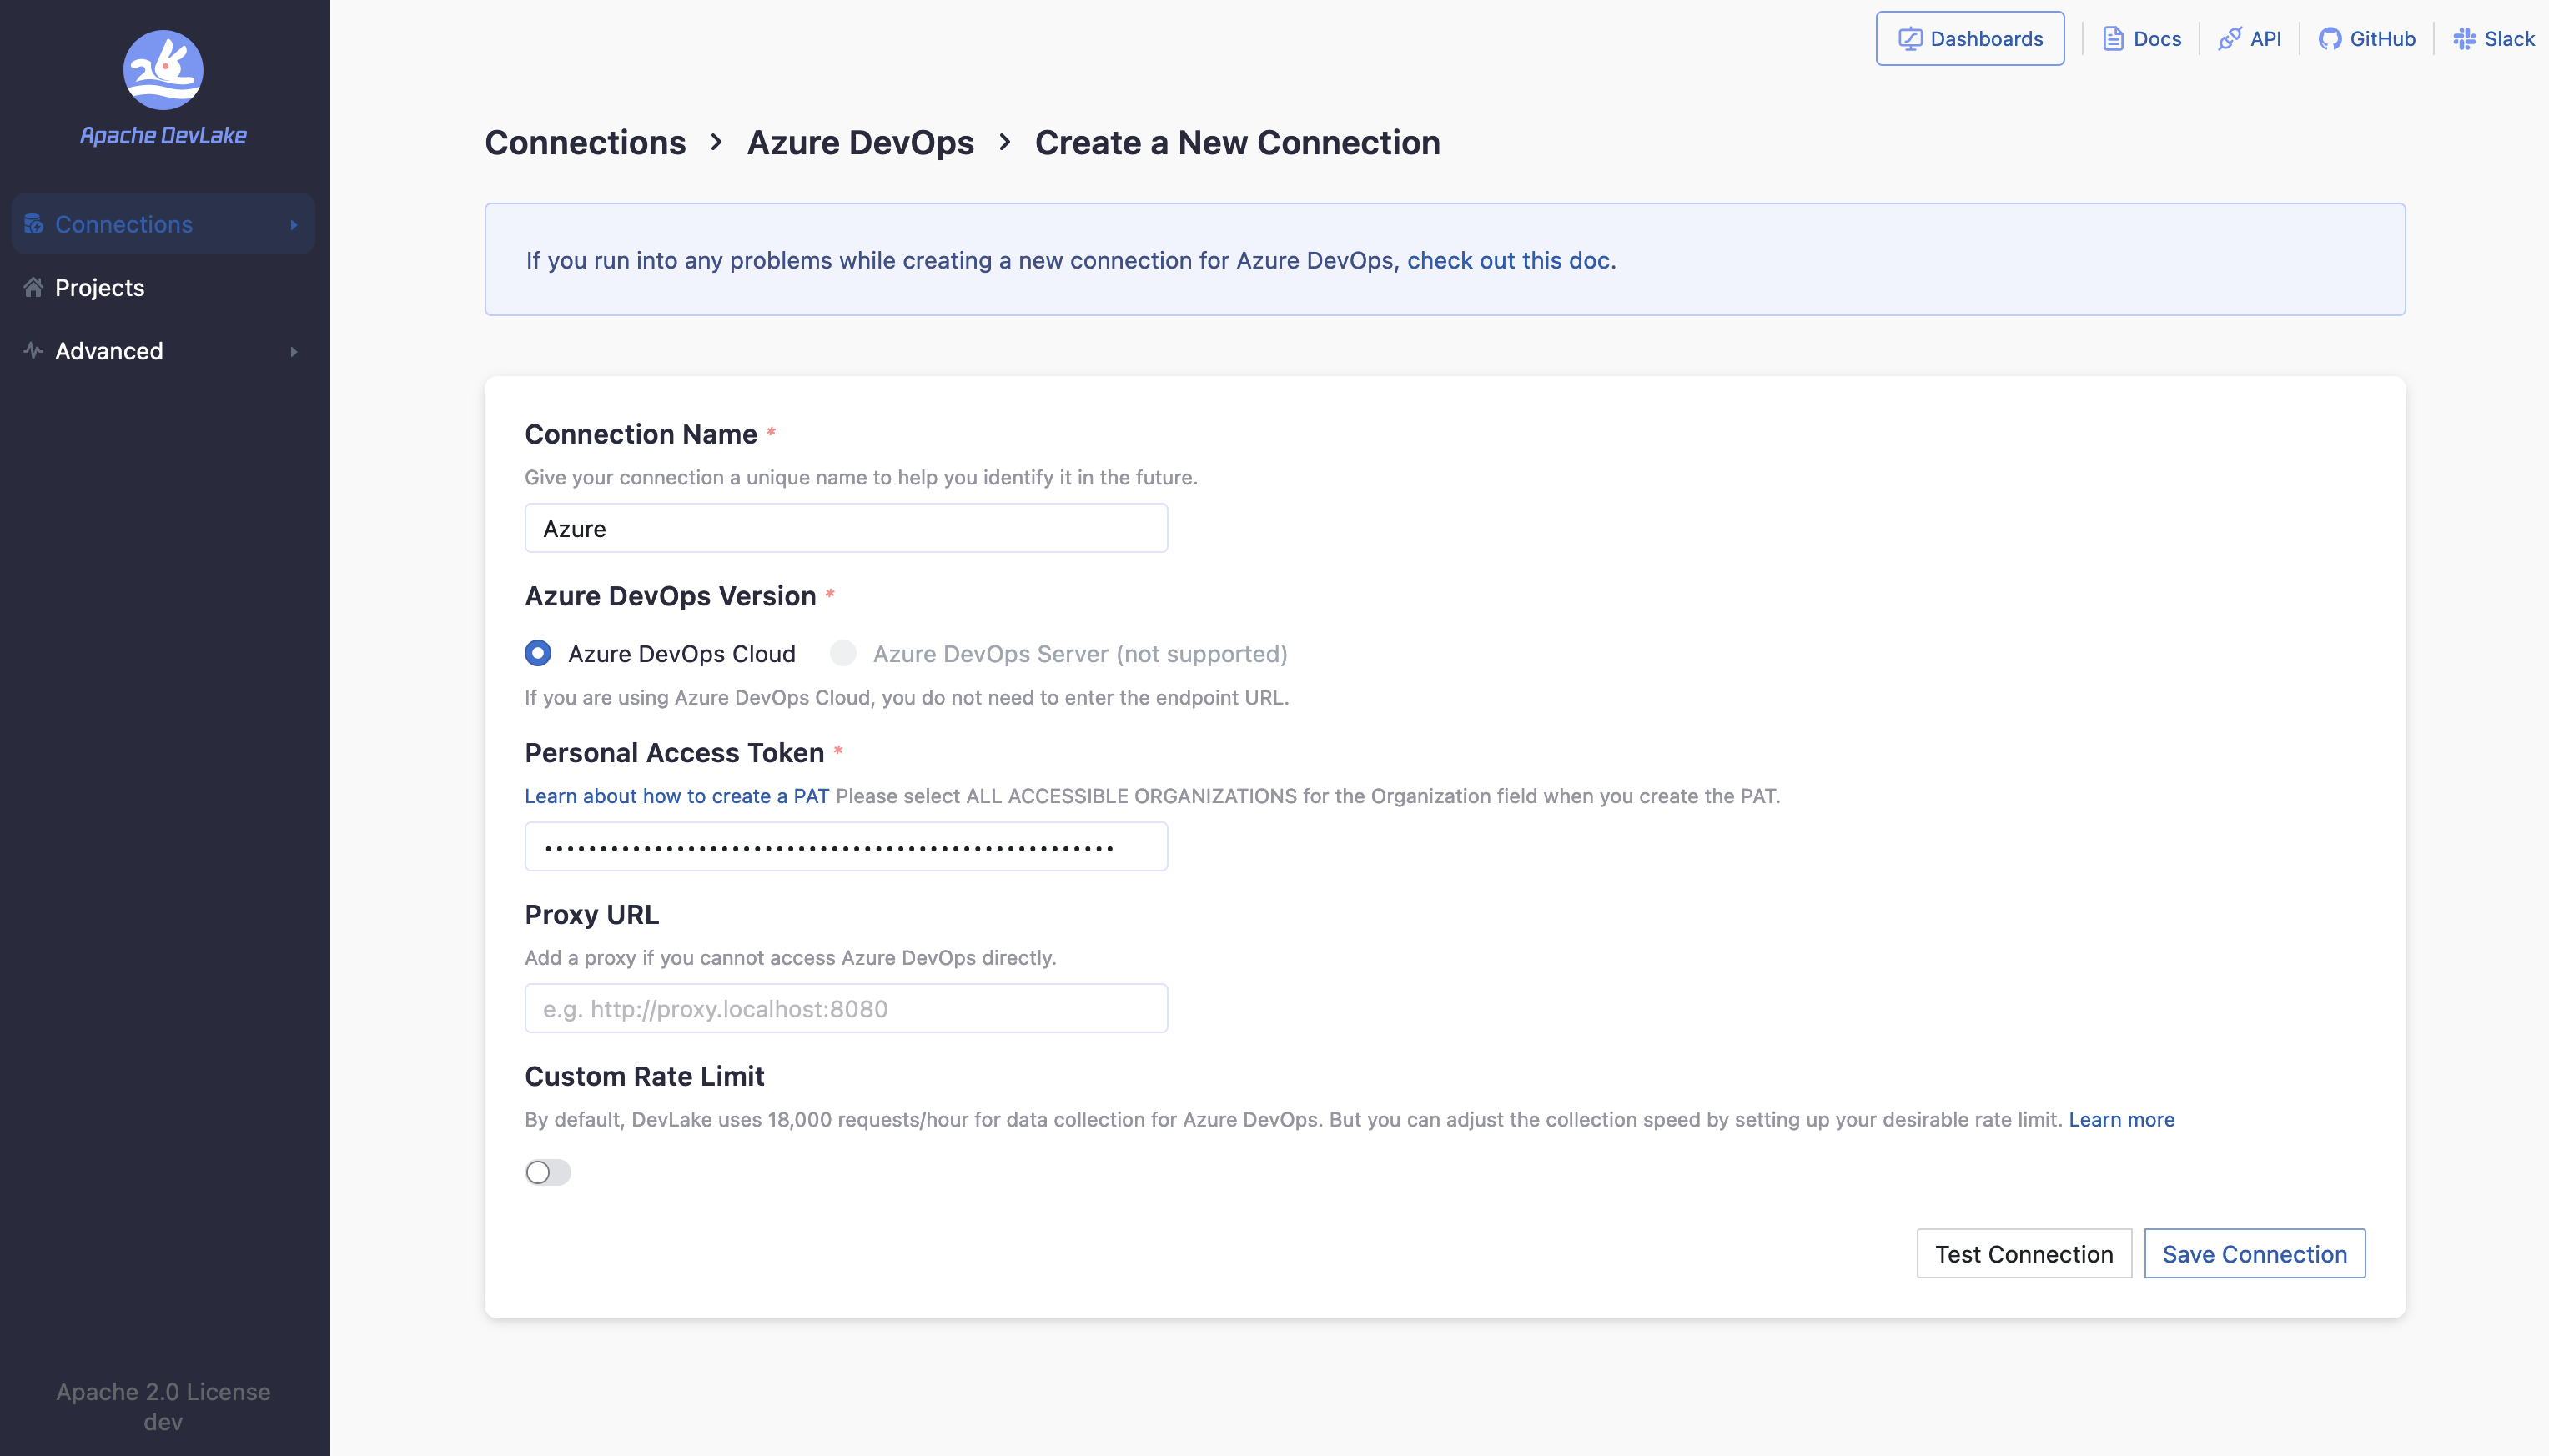 Apache DevLake
Connections
Projects
Advanced
Apache 2.0 License
dev
Dashboards
Docs
API
GitHub
Slack
Connections > Azure DevOps > Create a New Connection
If you run into any problems while creating a new connection for Azure DevOps, check out this doc.
Connection Name *
Give your connection a unique name to help you identify it in the future.
Azure
Azure DevOps Version *
Azure DevOps Cloud Azure DevOps Server (not supported)
If you are using Azure DevOps Cloud, you do not need to enter the endpoint URL.
Personal Access Token *
Learn about how to create a PAT Please select ALL ACCESSIBLE ORGANIZATIONS for the Organization field when you create the PAT.
Proxy URL
Add a proxy if you cannot access Azure DevOps directly.
e.g. http://proxy.localhost:8080
Custom Rate Limit
By default, DevLake uses 18,000 requests/hour for data collection for Azure DevOps. But you can adjust the collection speed by setting up your desirable rate limit. Learn more
Test Connection
Save Connection